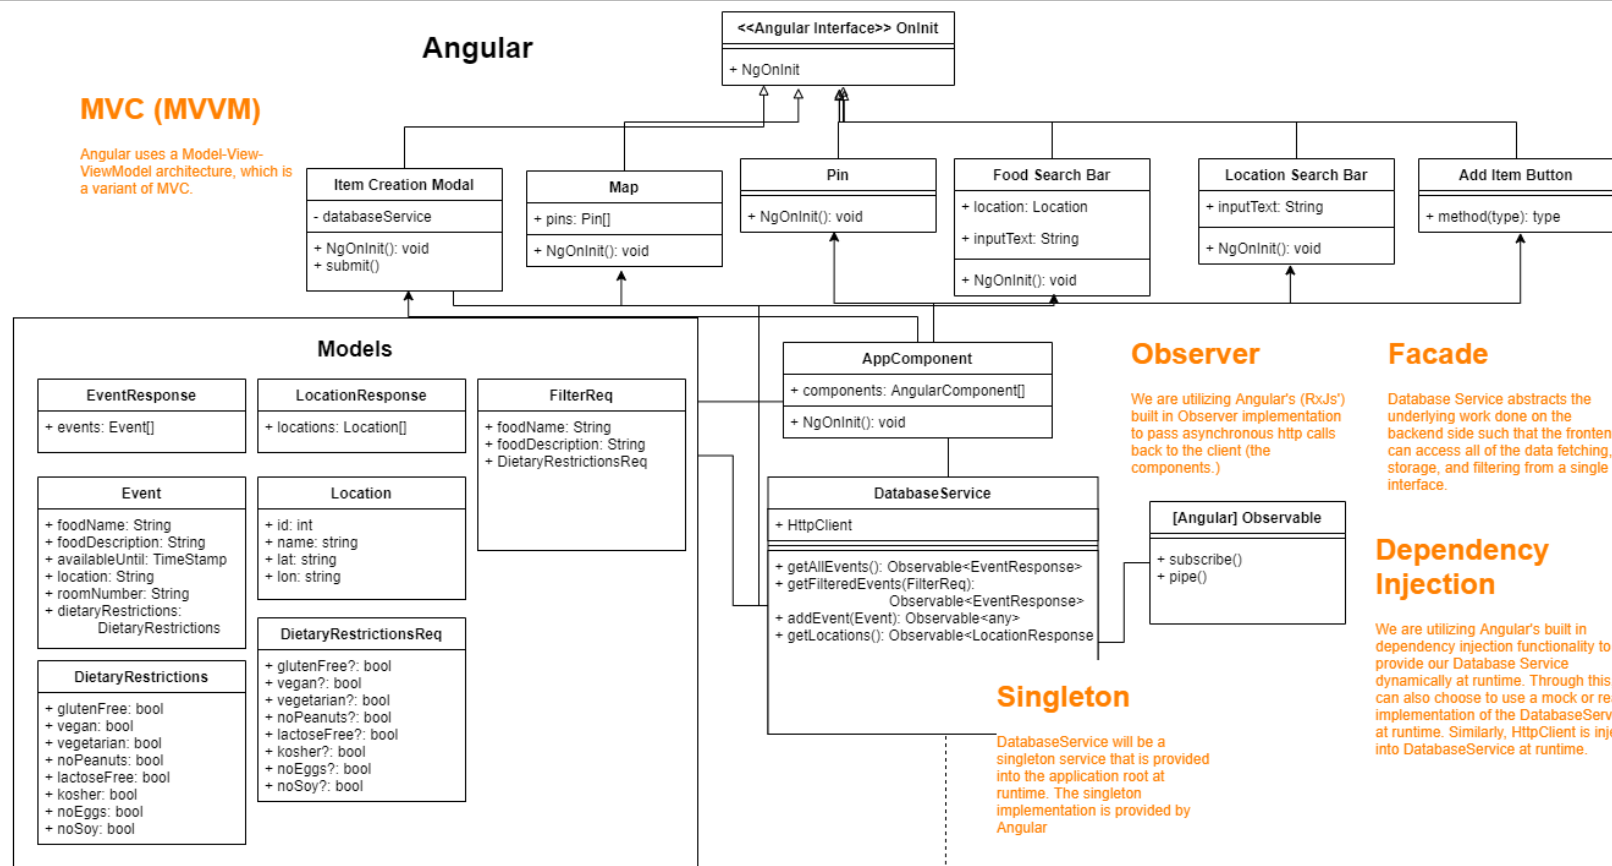 <<Angular Interface>> OnInit
+ NgOnInit
Angular
MVC (MVVM)
Angular uses a Model-View-
ViewModel architecture, which is
a variant of MVC.
Item Creation Modal
- databaseService
+ NgOnInit(): void
+ submit()
Map
+ pins: Pin[]
+ NgOnInit(): void
Pin
+ NgOnInit(): void
Food Search Bar
+ location: Location
+ inputText: String
+ NgOnInit(): void
Location Search Bar
+ inputText: String
+ NgOnInit(): void
Add Item Button
+ method(type): type
Models
EventResponse
+ events: Event[]
LocationResponse
+ locations: Location[]
FilterReq
+ foodName: String
+ foodDescription: String
+ DietaryRestrictionsReq
Event
+ foodName: String
+ foodDescription: String
+ availableUntil: TimeStamp
+ location: String
+ roomNumber: String
+ dietaryRestrictions:
DietaryRestrictions
Location
+ id: int
+ name: string
+ lat: string
+ lon: string
DietaryRestrictionsReq
+ glutenFree?: bool
+ vegan?: bool
+ vegetarian?: bool
+ noPeanuts?: bool
+ lactoseFree?: bool
+ kosher?: bool
+ noEggs?: bool
+ noSoy?: bool
DietaryRestrictions
+ glutenFree: bool
+ vegan: bool
+ vegetarian: bool
+ noPeanuts: bool
+ lactoseFree: bool
+ kosher: bool
+ noEggs: bool
+ noSoy: bool
AppComponent
+ components: AngularComponent[]
+ NgOnInit(): void
DatabaseService
+ HttpClient
+ getAllEvents(): Observable<EventResponse>
+ getFilteredEvents(FilterReq):
Observable<EventResponse>
+ addEvent(Event): Observable<any>
+ getLocations(): Observable<LocationResponse
Observer
We are utilizing Angular's (RxJs')
built in Observer implementation
to pass asynchronous http calls
back to the client (the
components.)
Facade
Database Service abstracts the
underlying work done on the
backend side such that the fronten
can access all of the data fetching,
storage, and filtering from a single
interface.
[Angular] Observable
+ subscribe()
+ pipe()
Dependency
Injection
We are utilizing Angular's built in
dependency injection functionality to
provide our Database Service
dynamically at runtime. Through this
can also choose to use a mock or re
implementation of the DatabaseServ
at runtime. Similarly, HttpClient is inj
into DatabaseService at runtime.
Singleton
DatabaseService will be a
singleton service that is provided
into the application root at
runtime. The singleton
implementation is provided by
Angular